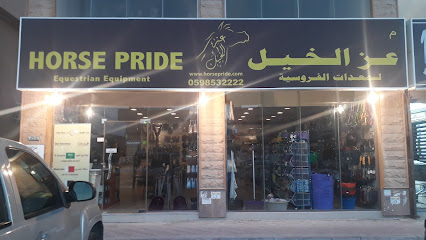 HORSE PRIDE
Equestrian Equipment
www.horsepride.com
0598532222
عز الخيل
لمعدات الفروسية